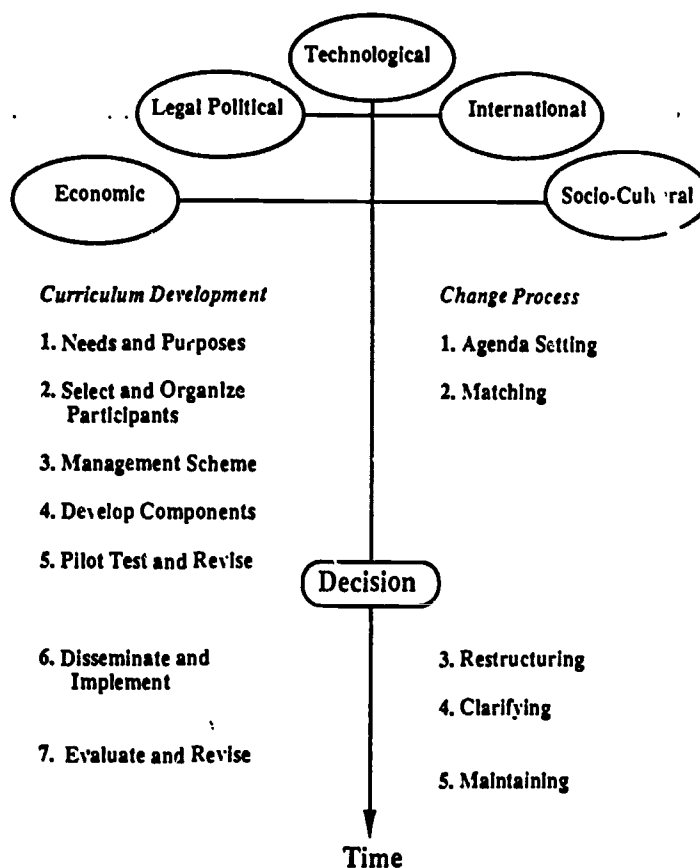 Technological
Legal Political
International
Economic
Socio-Cultural
Curriculum Development
1. Needs and Purposes
2. Select and Organize
Participants
3. Management Scheme
4. Develop Components
5. Pilot Test and Revise
Change Process
1. Agenda Setting
2. Matching
Decision
6. Disseminate and
Implement
7. Evaluate and Revise
3. Restructuring
4. Clarifying
5. Maintaining
Time